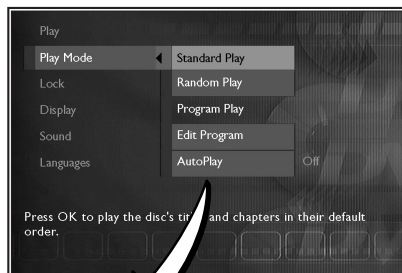 Play
Play Mode
Standard Play
Lock
Random Play
Display
Program Play
Sound
Edit Program
Languages
AutoPlay
Off
Press OK to play the disc's and chapters in their default
order.